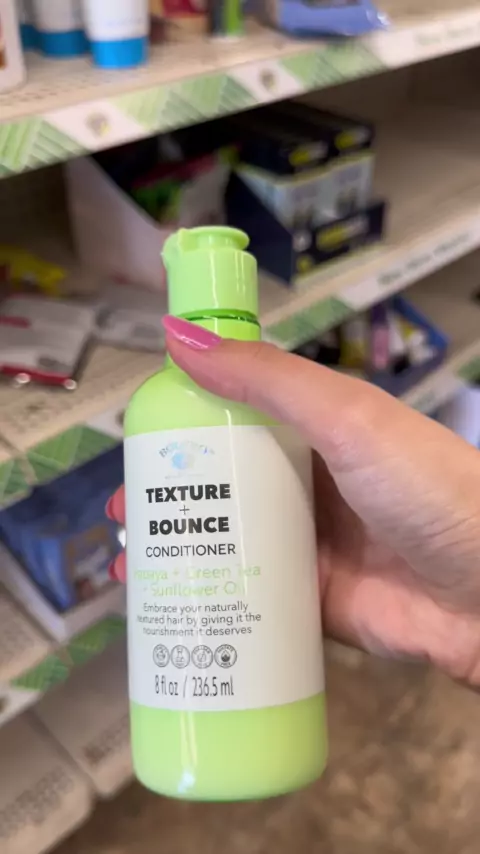 TEXTURE
+
BOUNCE
CONDITIONER
Papaya + Green Tea
+ Sunflower Oil
Embrace your naturally
textured hair by giving it the
nourishment it deserves
8 fl oz / 236.5 ml